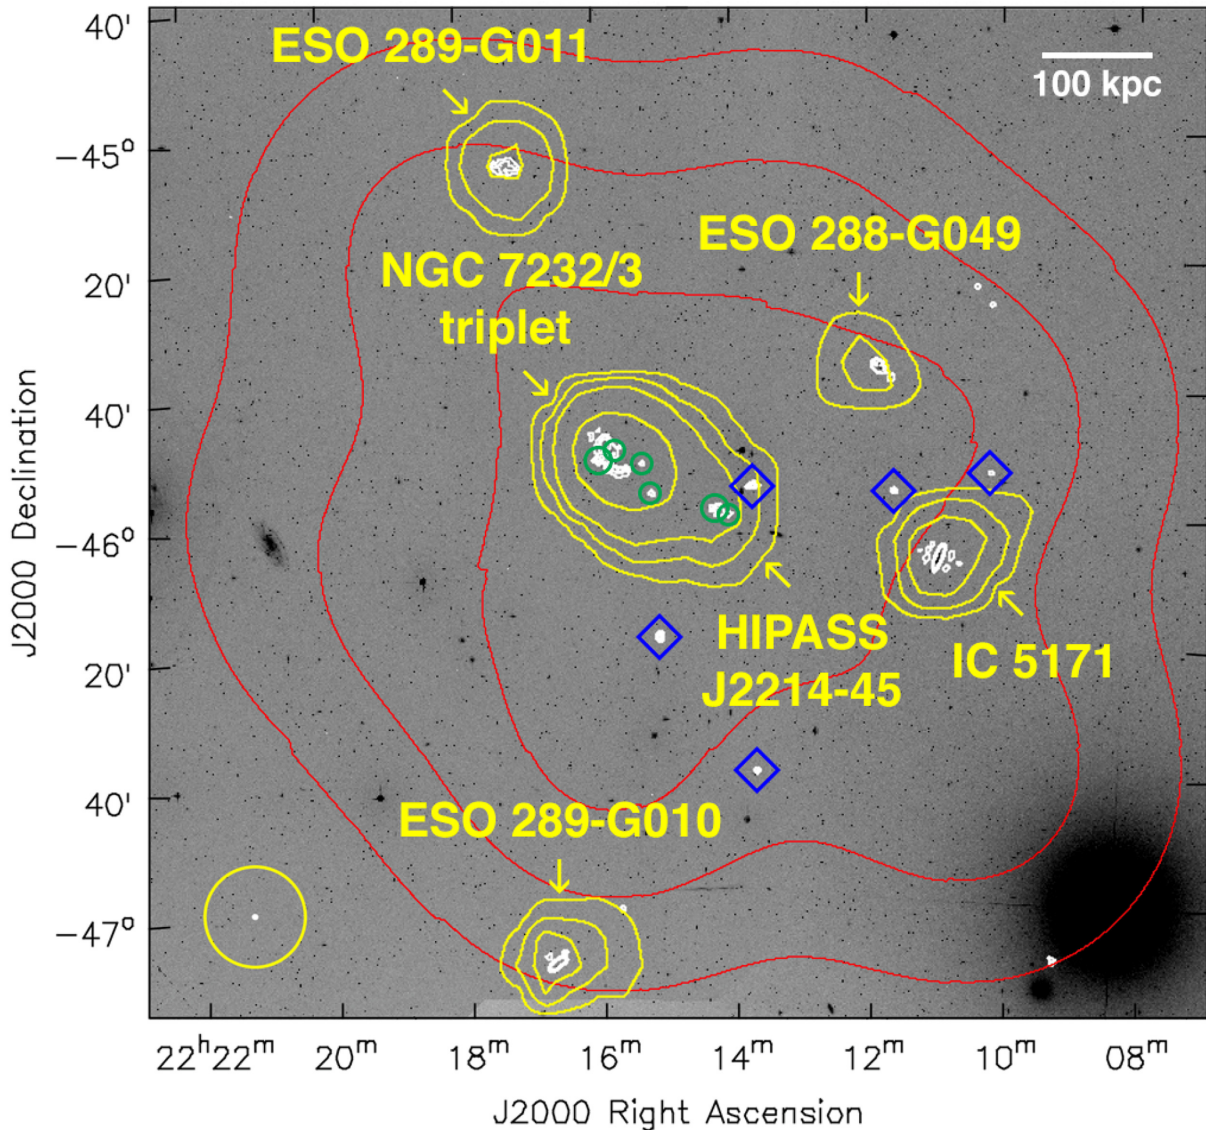 40'
ESO 289-G011
100 kpc
−45°
ESO 288-G049
NGC 7232/3
triplet
20'
40'
−46°
HIPASS
J2214-45
IC 5171
20'
40'
ESO 289-G010
−47°
J2000 Declination
22h22m 20m 18m 16m 14m 12m 10m 08m
J2000 Right Ascension